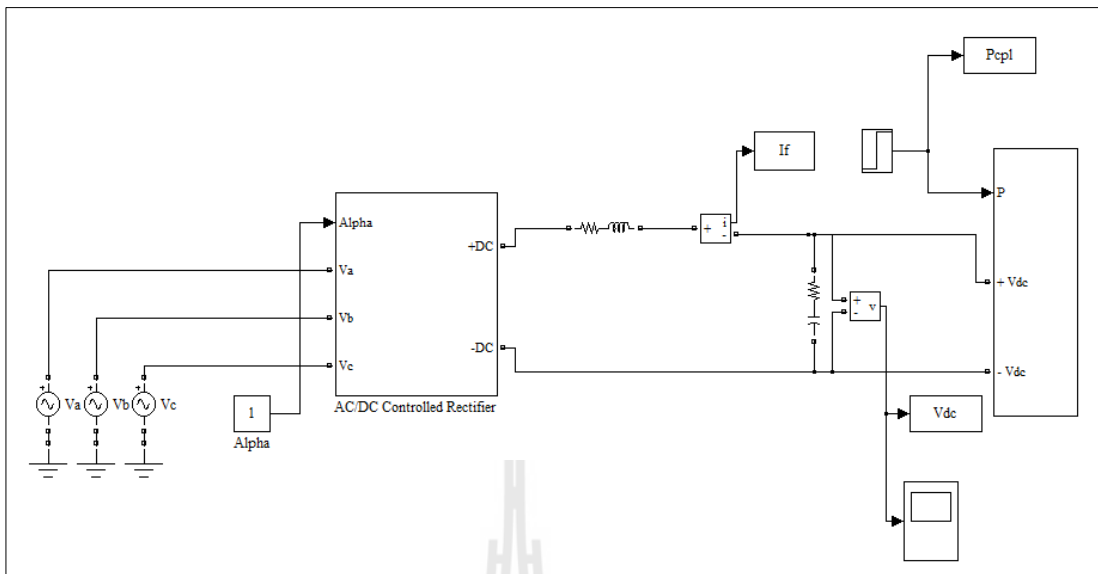 Pcpl
If
P
Alpha
+DC
+
i
-
Va
+ Vdc
+
-
v
Vb
-DC
Vc
- Vdc
+
Va
+
Vb
+
Vc
1
AC/DC Controlled Rectifier
Vdc
Alpha